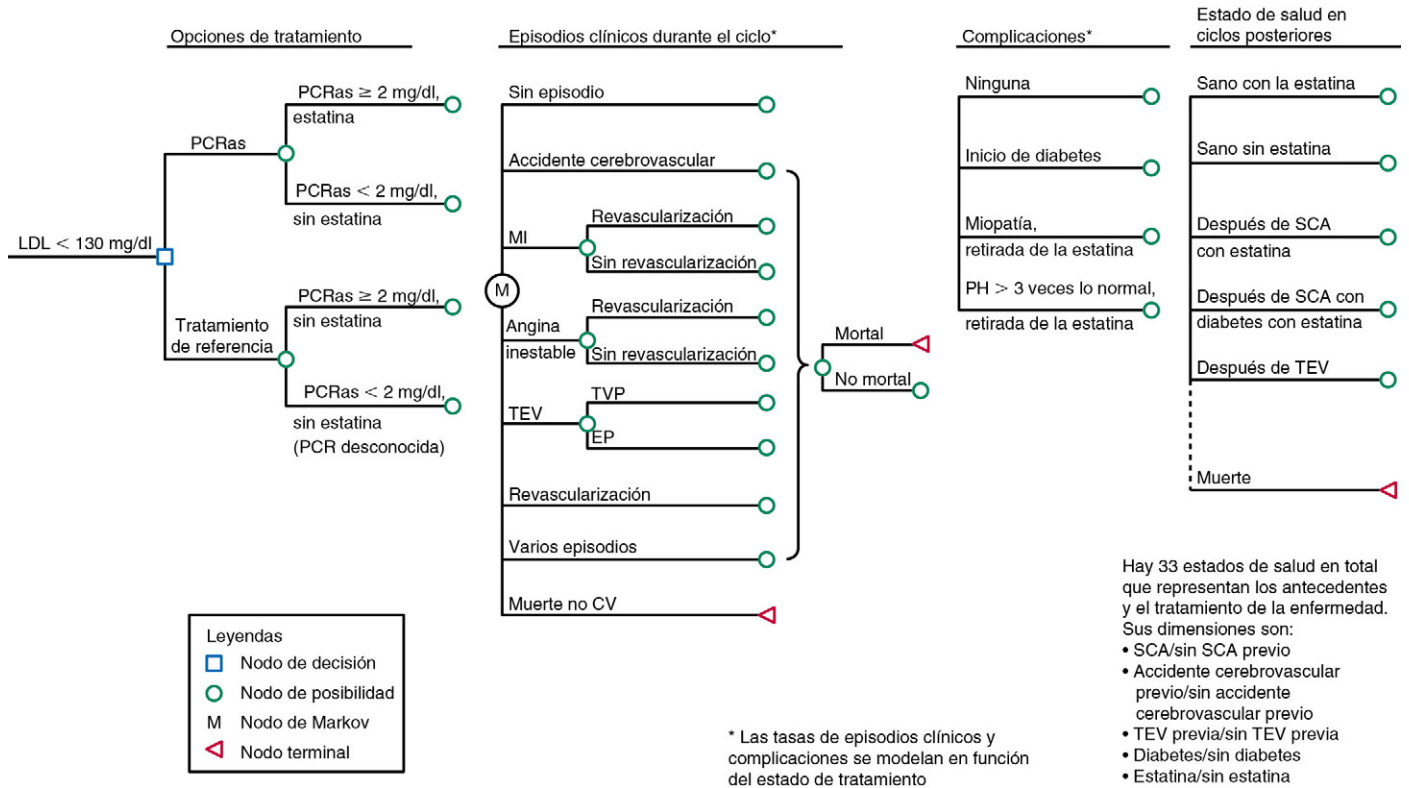 Opciones de tratamiento
PCRas ≥ 2 mg/dl,
estatina
PCRas
PCRas < 2 mg/dl,
sin estatina
LDL < 130 mg/dl
PCRas ≥ 2 mg/dl,
sin estatina
Tratamiento
de referencia
PCRas < 2 mg/dl,
sin estatina
(PCR desconocida)
Episodios clínicos durante el ciclo*
Sin episodio
Accidente cerebrovascular
Revascularización
MI
Sin revascularización
M
Revascularización
Angina
inestable
Sin revascularización
TVP
TEV
EP
Revascularización
Varios episodios
Muerte no CV
Mortal
No mortal
Complicaciones*
Ninguna
Inicio de diabetes
Miopatía,
retirada de la estatina
PH > 3 veces lo normal,
retirada de la estatina
Estado de salud en
ciclos posteriores
Sano con la estatina
Sano sin estatina
Después de SCA
con estatina
Después de SCA con
diabetes con estatina
Después de TEV
Muerte
Leyendas
Nodo de decisión
Nodo de posibilidad
M Nodo de Markov
Nodo terminal
* Las tasas de episodios clínicos y
complicaciones se modelan en función
del estado de tratamiento
Hay 33 estados de salud en total
que representan los antecedentes
y el tratamiento de la enfermedad.
Sus dimensiones son:
• SCA/sin SCA previo
• Accidente cerebrovascular
previo/sin accidente
cerebrovascular previo
• TEV previa/sin TEV previa
• Diabetes/sin diabetes
• Estatina/sin estatina